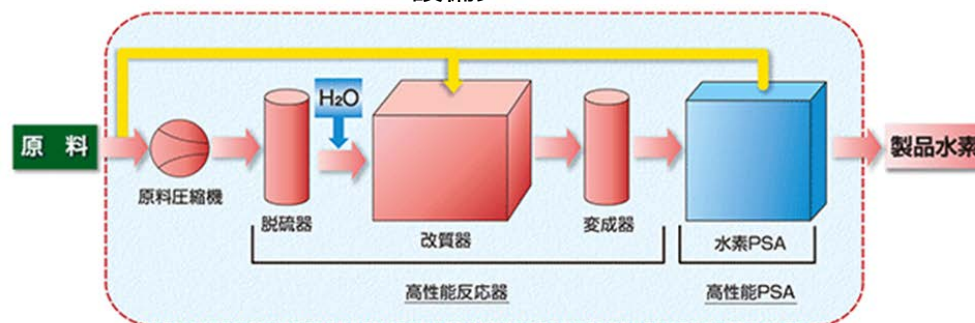 原 料
H₂O
製品水素
原料圧縮機
脱硫器
改質器
変成器
水素PSA
高性能反応器
高性能PSA